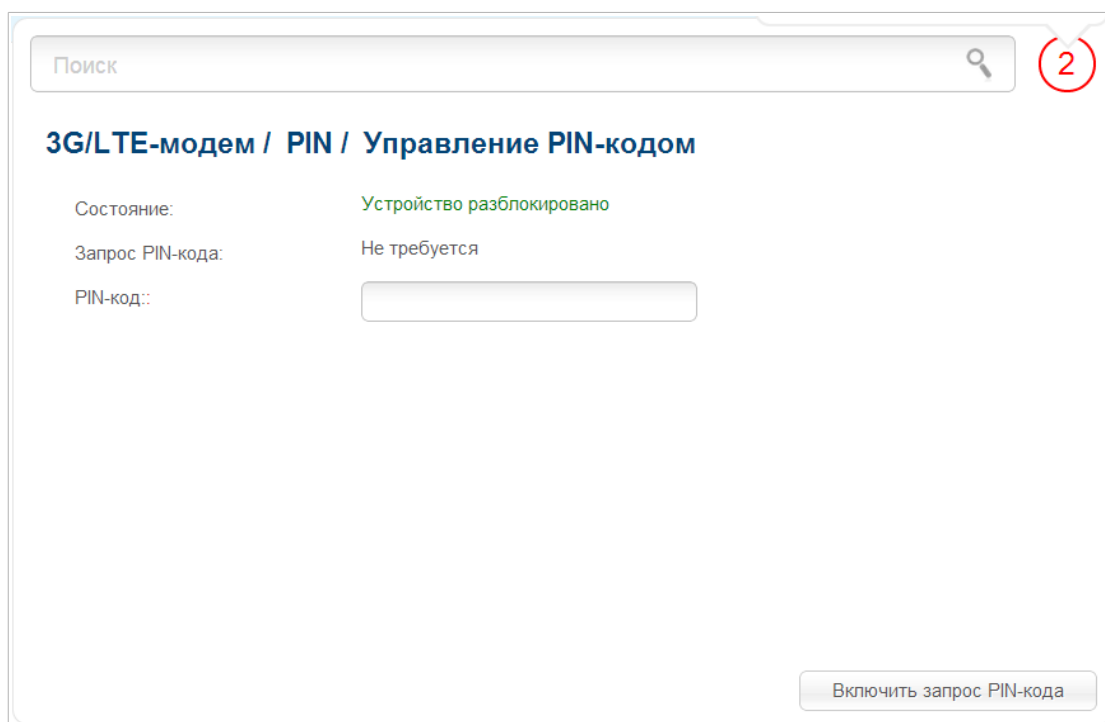 Поиск
2
3G/LTE-модем / PIN / Управление PIN-кодом
Состояние: Устройство разблокировано
Запрос PIN-кода: Не требуется
PIN-код::
Включить запрос PIN-кода